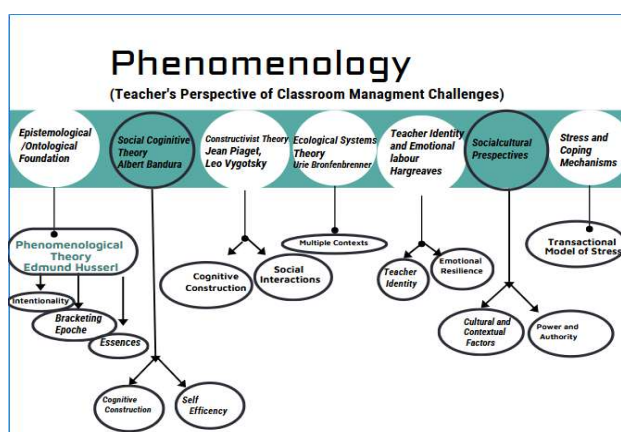 Phenomenology
(Teacher's Perspective of Classroom Managment Challenges)
Epistemological
/Ontological
Foundation
Social Coginitive
Theory
Albert Bandura
Constructivist Theory
Jean Piaget,
Leo Vygotsky
Ecological Systems
Theory
Urie Bronfenbrenner
Teacher Identity
and Emotional
labour
Hargreaves
Socialcultural
Prespectives
Stress and
Coping
Mechanisms
Phenomenological
Theory
Edmund Husserl
Intentionality
Bracketing
Epoche
Essences
Cognitive
Construction
Self
Efficency
Cognitive
Construction
Social
Interactions
Multiple Contexts
Teacher
Identity
Emotional
Resilience
Cultural and
Contextual
Factors
Power and
Authority
Transactional
Model of Stress